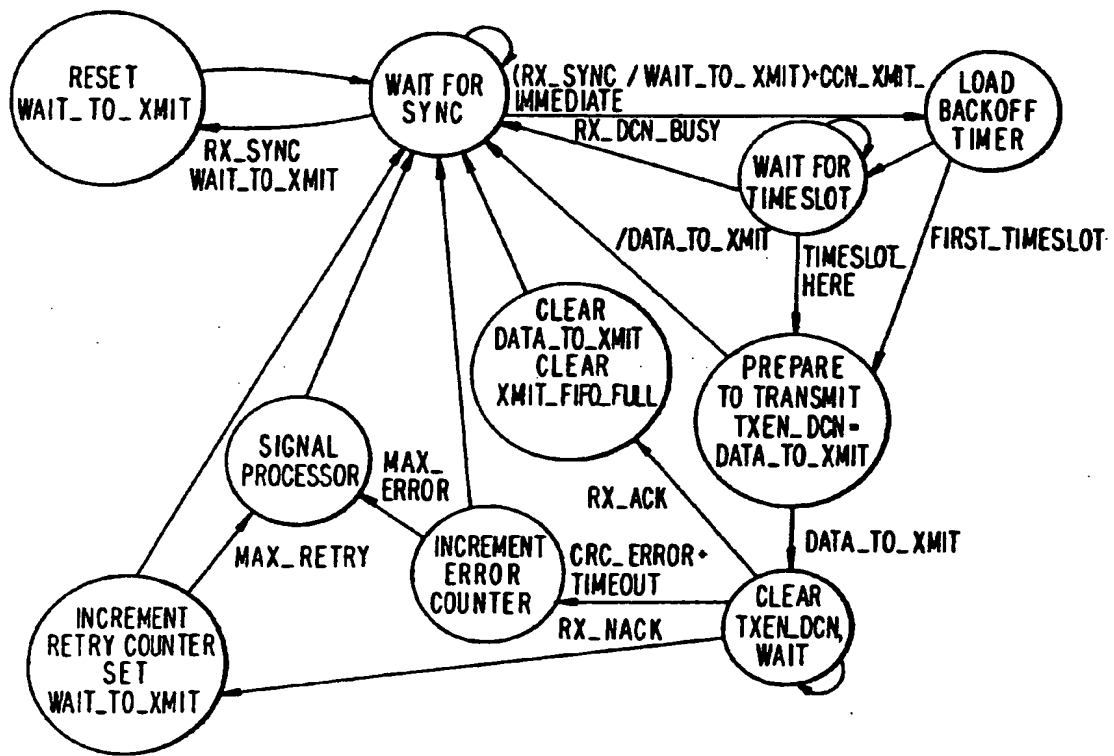 RESET
WAIT_TO_XMIT
WAIT FOR
SYNC
(RX_SYNC / WAIT_TO_XMIT)+CCN_XMIT_
IMMEDIATE
LOAD
BACKOFF
TIMER
RX_DCN_BUSY
RX_SYNC
WAIT_TO_XMIT
WAIT FOR
TIMESLOT
/DATA_TO_XMIT
TIMESLOT_
HERE
FIRST_TIMESLOT
CLEAR
DATA_TO_XMIT
CLEAR
XMIT_FIFO_FULL
PREPARE
TO TRANSMIT
TXEN_DCN=
DATA_TO_XMIT
SIGNAL
PROCESSOR
MAX_
ERROR
RX_ACK
DATA_TO_XMIT
MAX_RETRY
INCREMENT
ERROR
COUNTER
CRC_ERROR+
TIMEOUT
RX_NACK
CLEAR
TXEN_DCN,
WAIT
INCREMENT
RETRY COUNTER
SET
WAIT_TO_XMIT